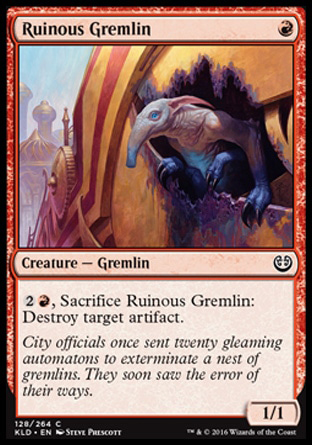 Ruinous Gremlin
Creature — Gremlin
2, Sacrifice Ruinous Gremlin:
Destroy target artifact.
City officials once sent twenty gleaming
automatons to exterminate a nest of
gremlins. They soon saw the error of
their ways.
128/264 C
KLD • EN Steve Prescott
™ & © 2016 Wizards of the Coast
1/1